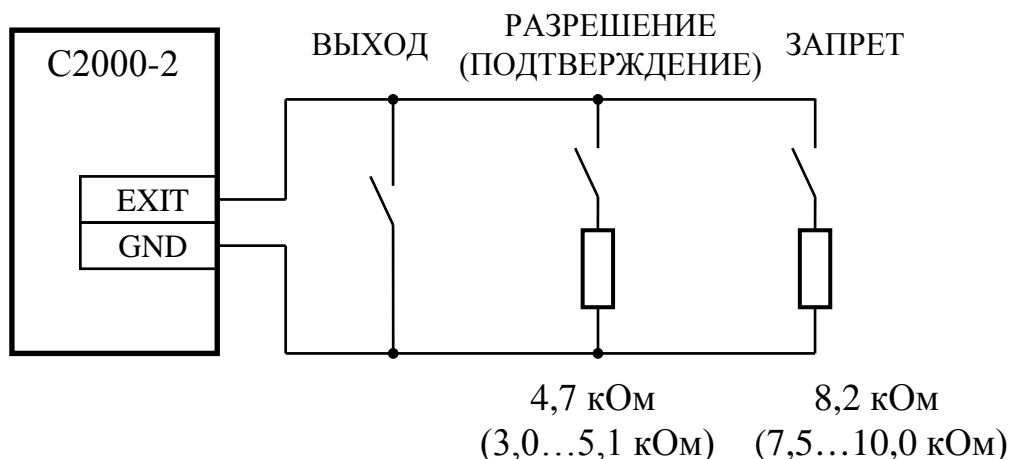 С2000-2
ВЫХОД
РАЗРЕШЕНИЕ
(ПОДТВЕРЖДЕНИЕ)
ЗАПРЕТ
EXIT
GND
4,7 кОм
(3,0…5,1 кОм)
8,2 кОм
(7,5…10,0 кОм)